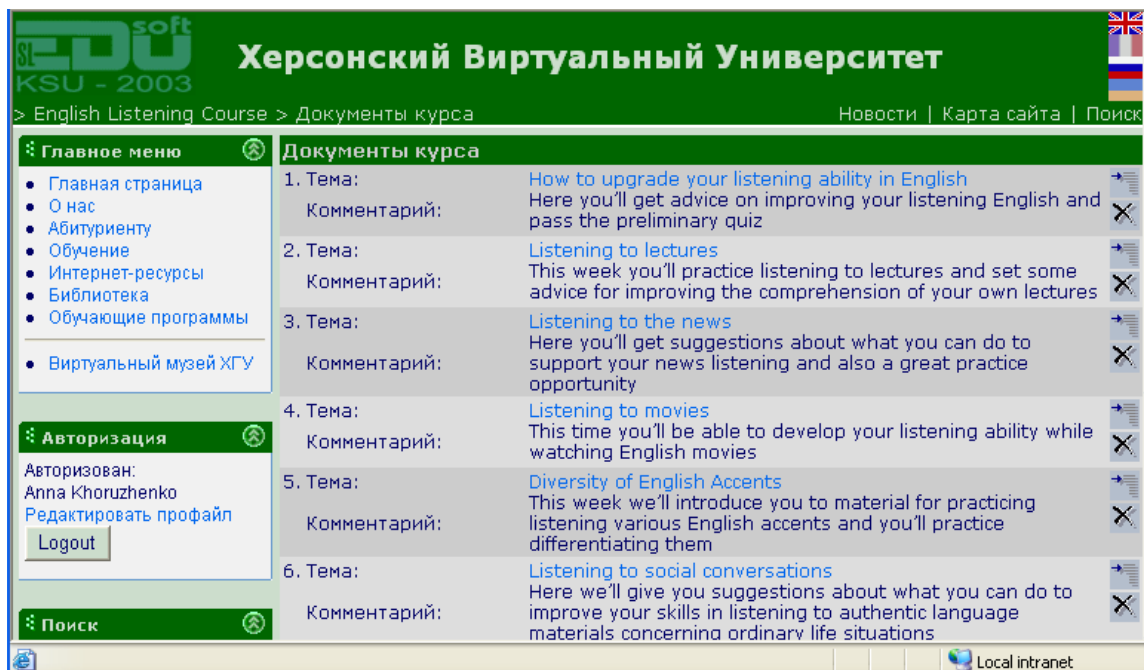 SL EDU soft
KSU - 2003
Херсонский Виртуальный Университет
> English Listening Course > Документы курса
Новости | Карта сайта | Поиск
Главное меню
Главная страница
О нас
Абитуриенту
Обучение
Интернет-ресурсы
Библиотека
Обучающие программы
Виртуальный музей ХГУ
Авторизация
Авторизован:
Anna Khoruzhenko
Редактировать профайл
Logout
Поиск
Документы курса
1. Тема: How to upgrade your listening ability in English
Комментарий: Here you'll get advice on improving your listening English and
pass the preliminary quiz
2. Тема: Listening to lectures
Комментарий: This week you'll practice listening to lectures and set some
advice for improving the comprehension of your own lectures
3. Тема: Listening to the news
Комментарий: Here you'll get suggestions about what you can do to
support your news listening and also a great practice
opportunity
4. Тема: Listening to movies
Комментарий: This time you'll be able to develop your listening ability while
watching English movies
5. Тема: Diversity of English Accents
Комментарий: This week we'll introduce you to material for practicing
listening various English accents and you'll practice
differentiating them
6. Тема: Listening to social conversations
Комментарий: Here we'll give you suggestions about what you can do to
improve your skills in listening to authentic language
materials concerning ordinary life situations
Local intranet